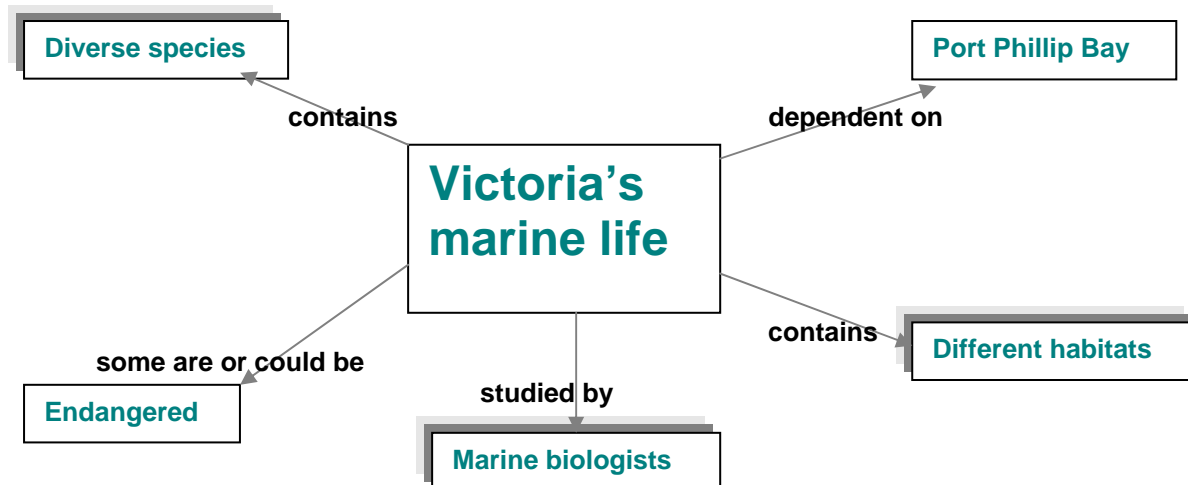 Diverse species
Port Phillip Bay
contains
dependent on
Victoria’s
marine life
contains
Different habitats
some are or could be
Endangered
studied by
Marine biologists